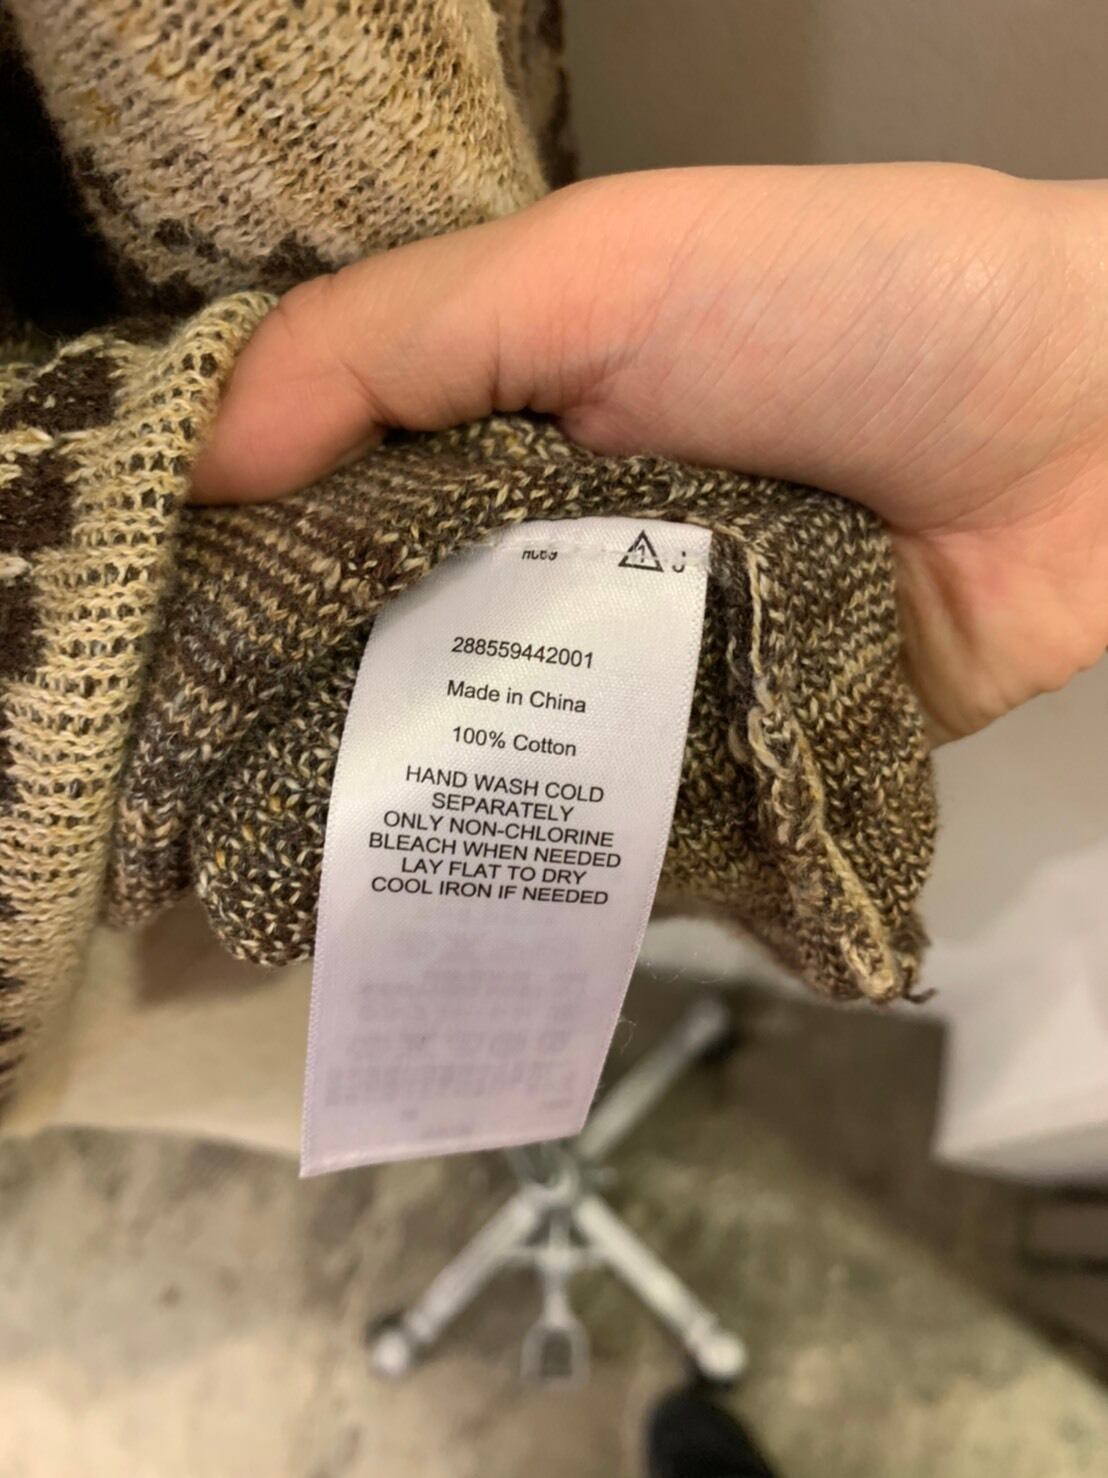 1 J
288559442001
Made in China
100% Cotton
HAND WASH COLD
SEPARATELY
ONLY NON-CHLORINE
BLEACH WHEN NEEDED
LAY FLAT TO DRY
COOL IRON IF NEEDED